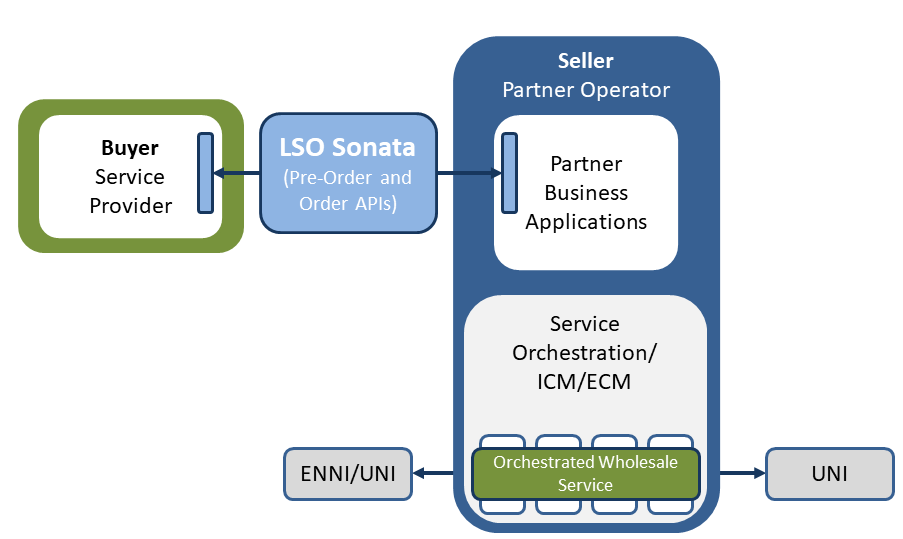 Seller
Partner Operator
Buyer
Service
Provider
LSO Sonata
(Pre-Order and
Order APIs)
Partner
Business
Applications
Service
Orchestration/
ICM/ECM
ENNI/UNI
Orchestrated Wholesale
Service
UNI